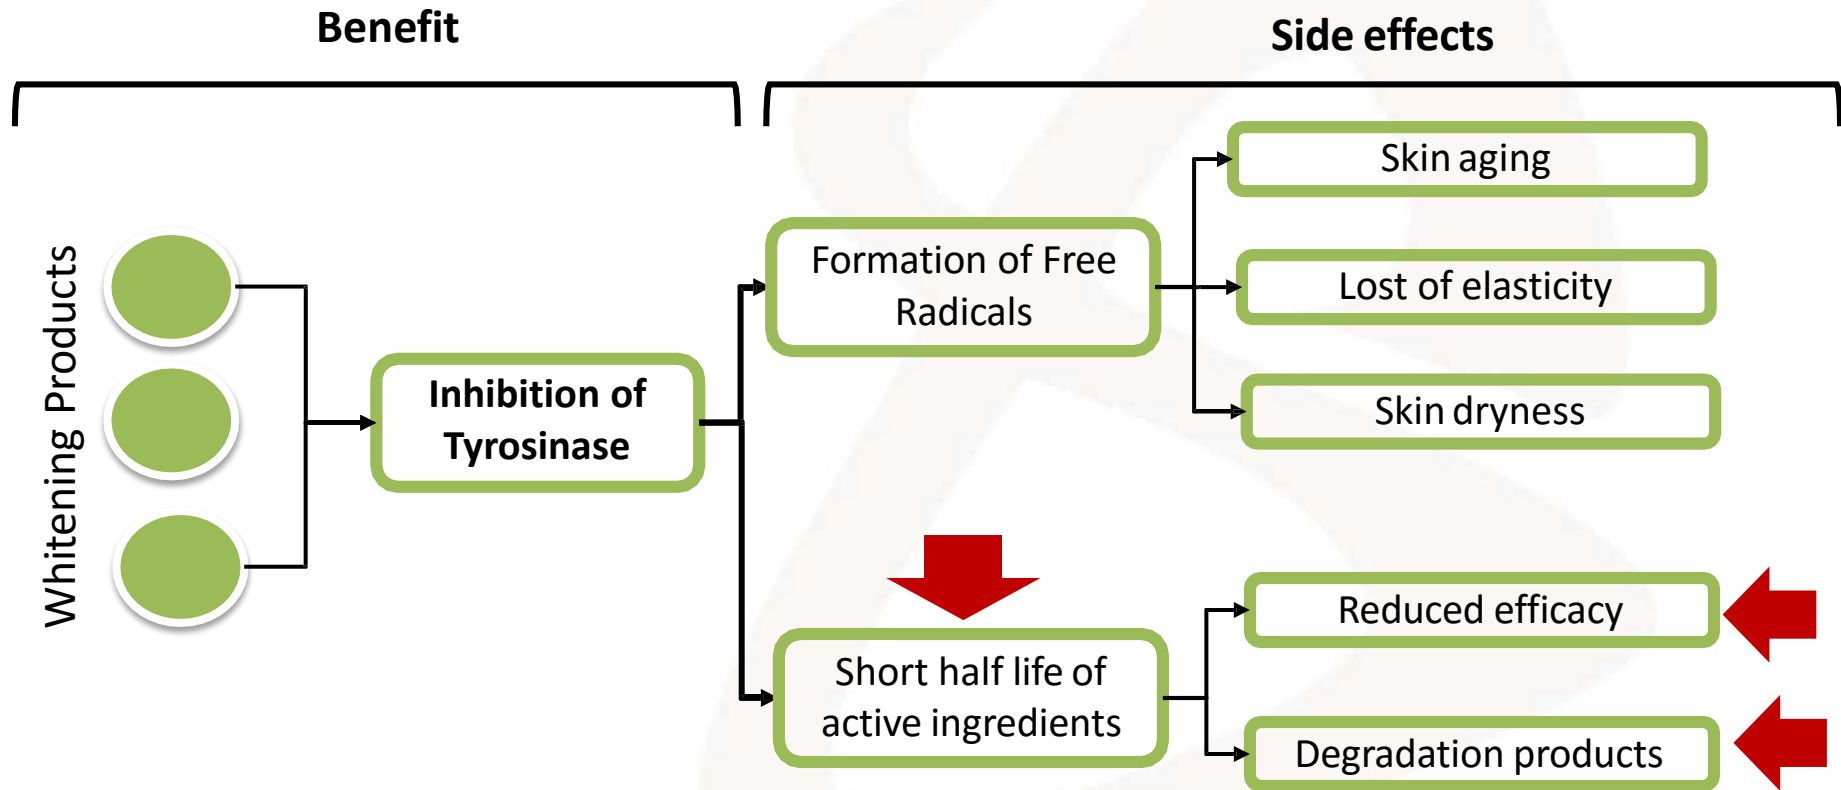 Benefit
Side effects
Whitening Products
Inhibition of
Tyrosinase
Formation of Free
Radicals
Skin aging
Lost of elasticity
Skin dryness
Short half life of
active ingredients
Reduced efficacy
Degradation products